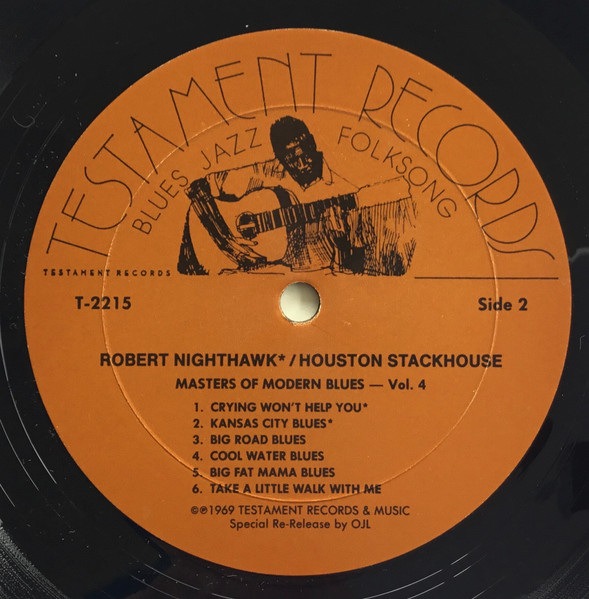 TESTAMENT RECORDS
BLUES JAZZ FOLKSONG
TESTAMENT RECORDS
T-2215
Side 2
ROBERT NIGHTHAWK*/HOUSTON STACKHOUSE
MASTERS OF MODERN BLUES — Vol. 4
1. CRYING WON'T HELP YOU*
2. KANSAS CITY BLUES*
3. BIG ROAD BLUES
4. COOL WATER BLUES
5. BIG FAT MAMA BLUES
6. TAKE A LITTLE WALK WITH ME
©℗1969 TESTAMENT RECORDS & MUSIC
Special Re-Release by OJL